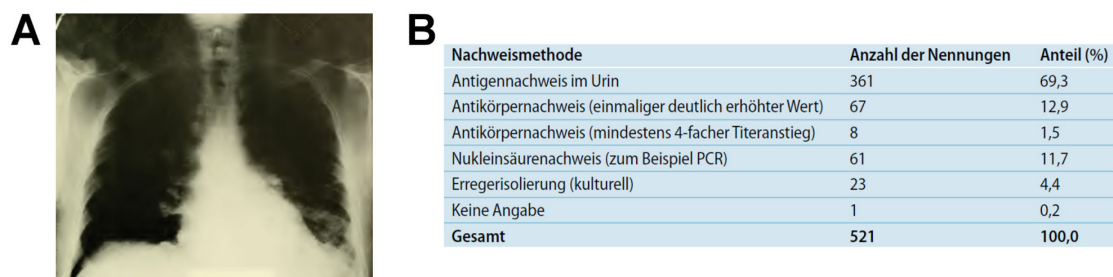 A
B
Nachweismethode Anzahl der Nennungen Anteil (%)
Antigennachweis im Urin 361 69,3
Antikörpernachweis (einmaliger deutlich erhöhter Wert) 67 12,9
Antikörpernachweis (mindestens 4-facher Titeranstieg) 8 1,5
Nukleinsäurenachweis (zum Beispiel PCR) 61 11,7
Erregerisolierung (kulturell) 23 4,4
Keine Angabe 1 0,2
Gesamt 521 100,0